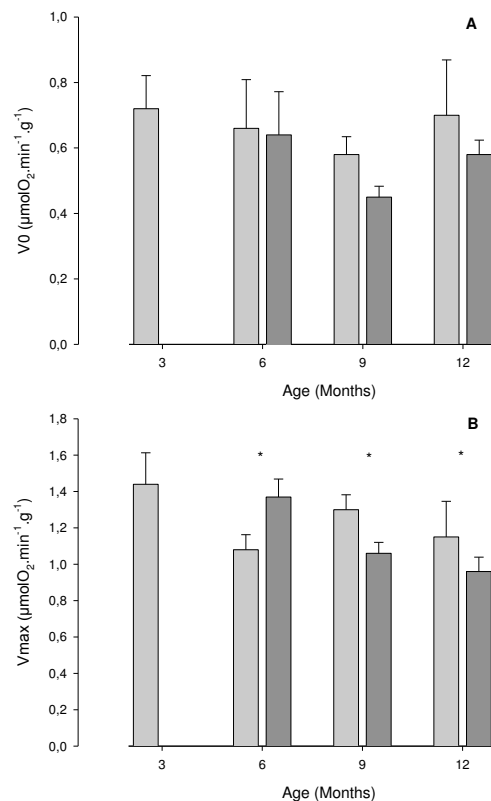 A
1,0
0,8
0,6
0,4
0,2
0,0
V0 (µmolO₂.min⁻¹.g⁻¹)
3 6 9 12
Age (Months)
B
1,8
1,6
1,4
1,2
1,0
0,8
0,6
0,4
0,2
0,0
* * *
Vmax (µmolO₂.min⁻¹.g⁻¹)
3 6 9 12
Age (Months)